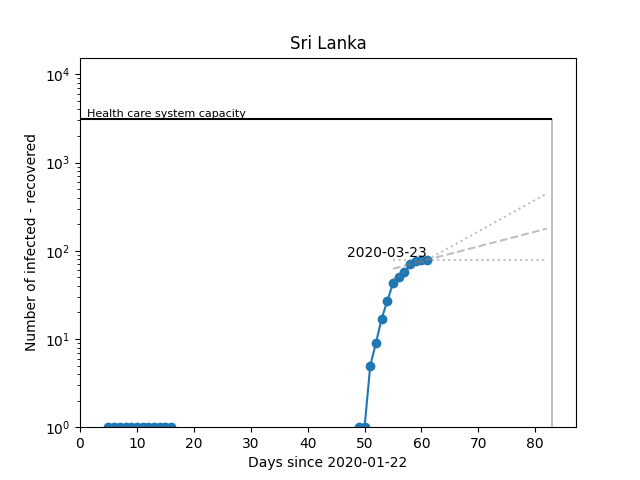 Sri Lanka
10⁴
Health care system capacity
10³
2020-03-23
10²
10¹
10⁰
Number of infected - recovered
0 10 20 30 40 50 60 70 80
Days since 2020-01-22